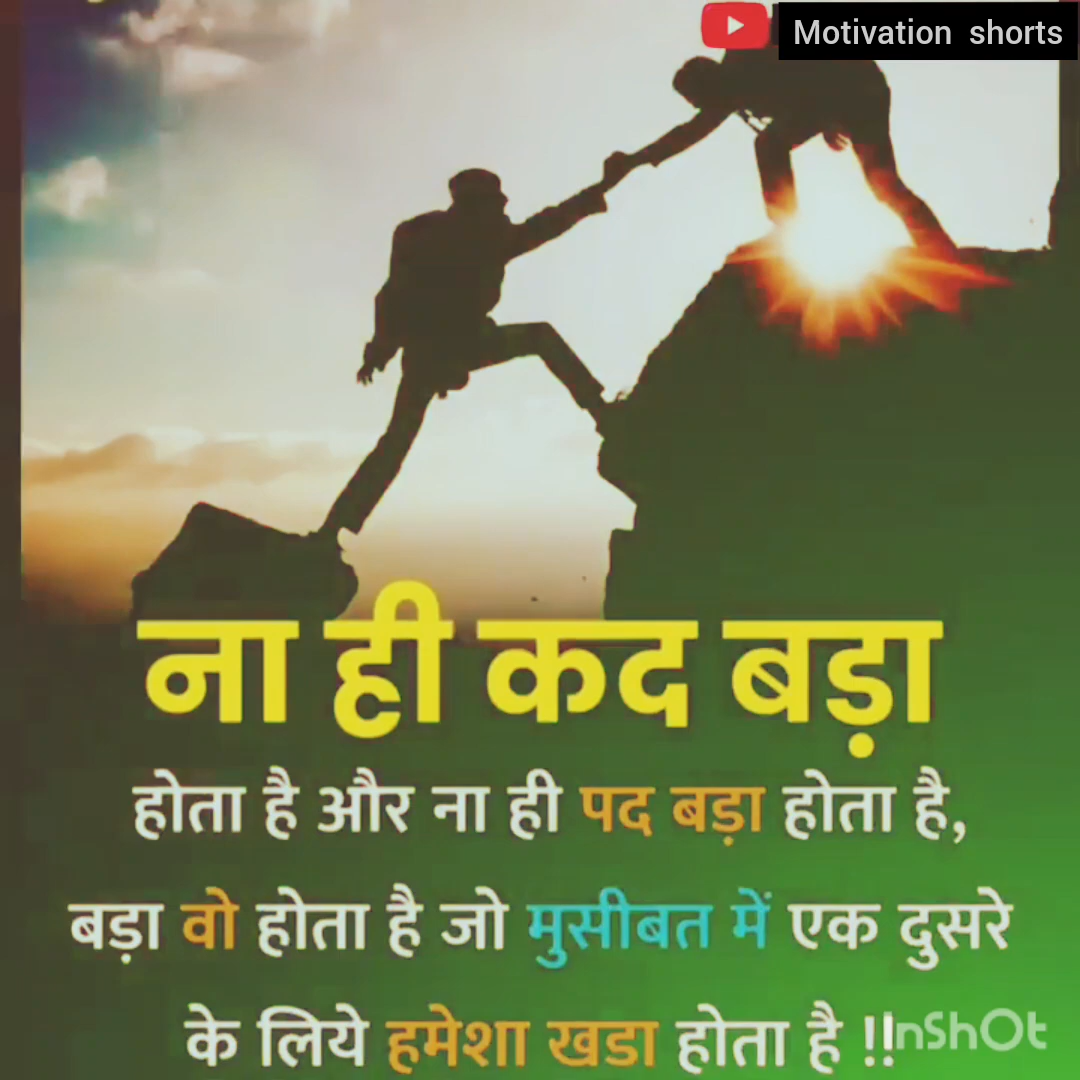 Motivation shorts
ना ही कद बड़ा
होता है और ना ही पद बड़ा होता है,
बड़ा वो होता है जो मुसीबत में एक दुसरे
के लिये हमेशा खडा होता है !!
InShOt